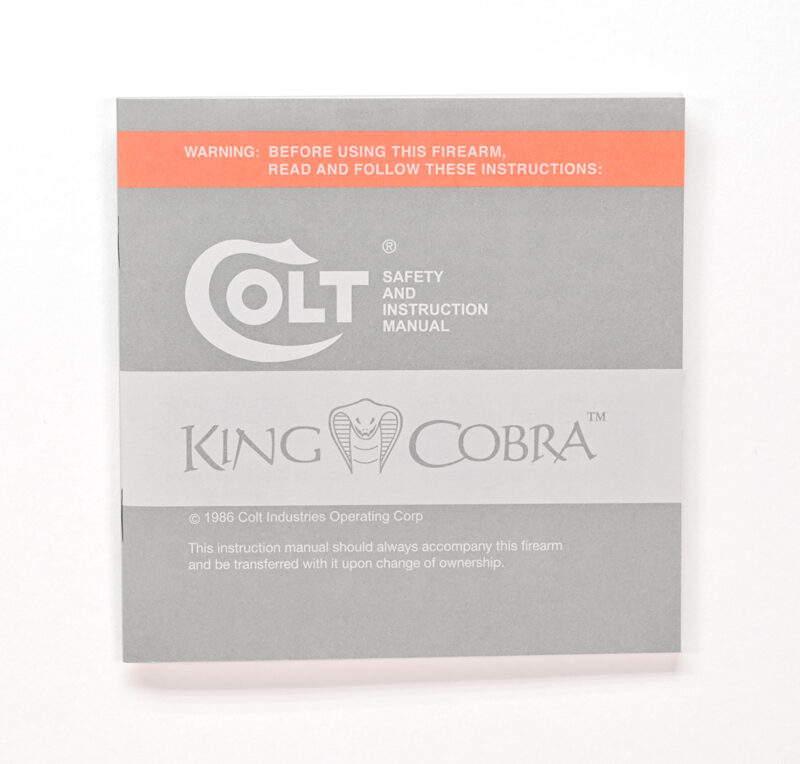 WARNING: BEFORE USING THIS FIREARM,
READ AND FOLLOW THESE INSTRUCTIONS:
COLT ®
SAFETY
AND
INSTRUCTION
MANUAL
KING COBRA™
© 1986 Colt Industries Operating Corp
This instruction manual should always accompany this firearm
and be transferred with it upon change of ownership.